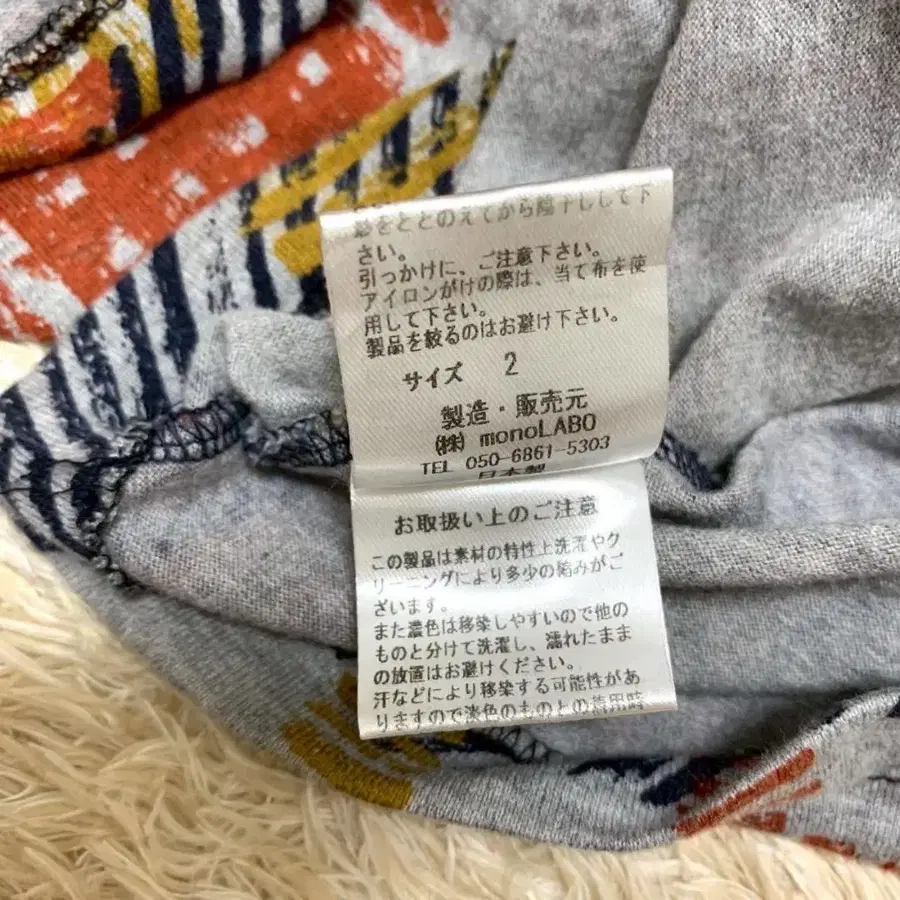 形をととのえてから陰干しして下
さい。
引っかけに、ご注意下さい。
アイロンがけの際は、当て布を使
用して下さい。
製品を絞るのはお避け下さい。
サイズ 2
製造・販売元
㈱ monoLABO
TEL 050-6861-5303
日本製
お取扱い上のご注意
この製品は素材の特性上洗濯やク
リーニングにより多少の縮みがご
ざいます。
また濃色は移染しやすいので他の
ものと分けて洗濯し、濡れたまま
の放置はお避けください。
汗などにより移染する可能性があ
りますので淡色のものとの着用時